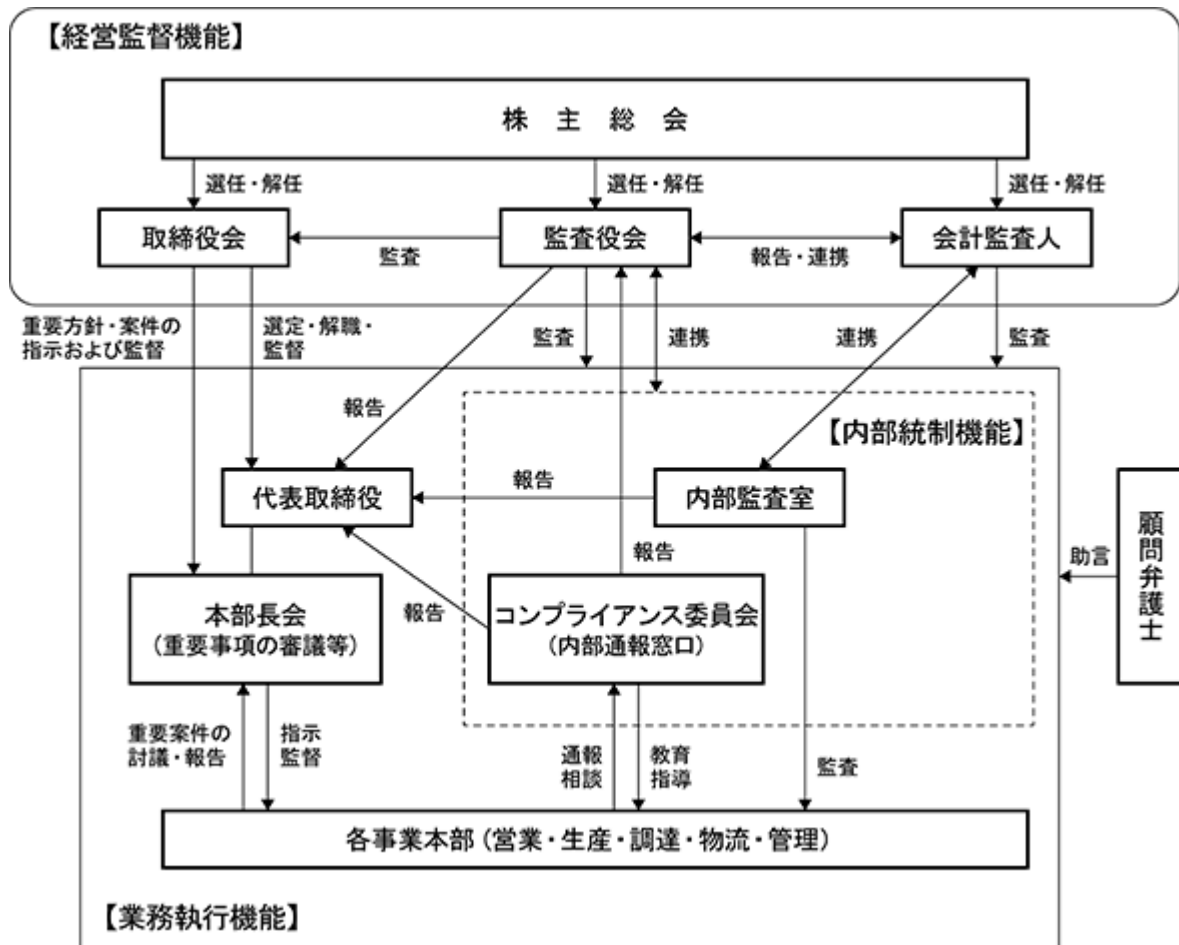 【経営監督機能】
株主総会
選任・解任
選任・解任
選任・解任
取締役会
監査役会
会計監査人
監査
報告・連携
重要方針・案件の
指示および監督
選定・解職・
監督
監査
連携
連携
監査
報告
【内部統制機能】
代表取締役
報告
内部監査室
顧問弁護士
助言
報告
本部長会
(重要事項の審議等)
報告
コンプライアンス委員会
(内部通報窓口)
重要案件の
討議・報告
指示
監督
通報
相談
教育
指導
監査
各事業本部(営業・生産・調達・物流・管理)
【業務執行機能】